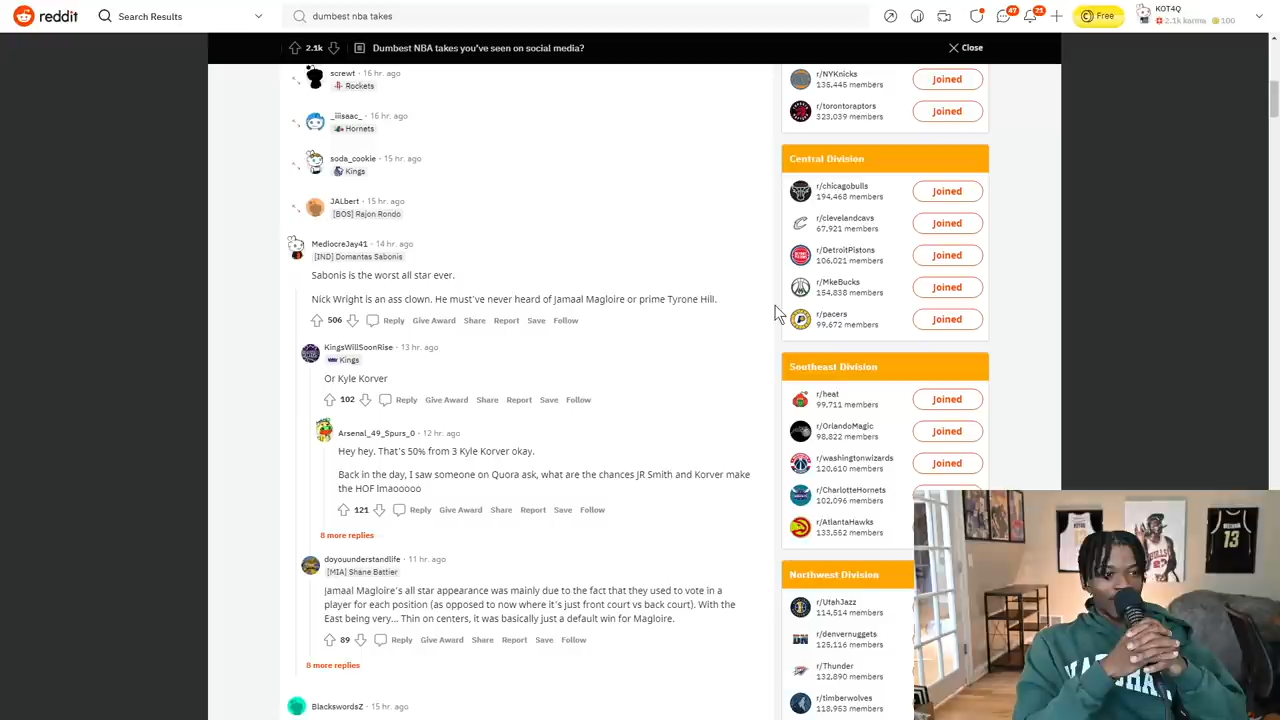 reddit
Search Results
dumbest nba takes
47
21
Free
KOT4Q
2.1k karma
100
2.1k
Dumbest NBA takes you've seen on social media?
Close
screwt · 16 hr. ago
Rockets
_iiisaac_ · 16 hr. ago
Hornets
soda_cookie · 15 hr. ago
Kings
JALbert · 15 hr. ago
[BOS] Rajon Rondo
MediocreJay41 · 14 hr. ago
[IND] Domantas Sabonis
Sabonis is the worst all star ever.
Nick Wright is an ass clown. He must've never heard of Jamaal Magloire or prime Tyrone Hill.
506 Reply Give Award Share Report Save Follow
KingsWillSoonRise · 13 hr. ago
Kings
Or Kyle Korver
102 Reply Give Award Share Report Save Follow
Arsenal_49_Spurs_0 · 12 hr. ago
Hey hey. That's 50% from 3 Kyle Korver okay.
Back in the day, I saw someone on Quora ask, what are the chances JR Smith and Korver make
the HOF lmaooooo
121 Reply Give Award Share Report Save Follow
8 more replies
doyouunderstandlife · 11 hr. ago
[MIA] Shane Battier
Jamaal Magloire's all star appearance was mainly due to the fact that they used to vote in a
player for each position (as opposed to now where it's just front court vs back court). With the
East being very... Thin on centers, it was basically just a default win for Magloire.
89 Reply Give Award Share Report Save Follow
8 more replies
BlackswordsZ · 15 hr. ago
r/NYKnicks
135,445 members
Joined
r/torontoraptors
323,039 members
Joined
Central Division
r/chicagobulls
194,468 members
Joined
r/clevelandcavs
67,921 members
Joined
r/DetroitPistons
106,021 members
Joined
r/MkeBucks
154,838 members
Joined
r/pacers
99,672 members
Joined
Southeast Division
r/heat
99,711 members
Joined
r/OrlandoMagic
98,822 members
Joined
r/washingtonwizards
120,610 members
Joined
r/CharlotteHornets
102,096 members
r/AtlantaHawks
133,552 members
Northwest Division
r/UtahJazz
114,514 members
r/denvernuggets
125,116 members
r/Thunder
132,890 members
r/timberwolves
118,953 members
13